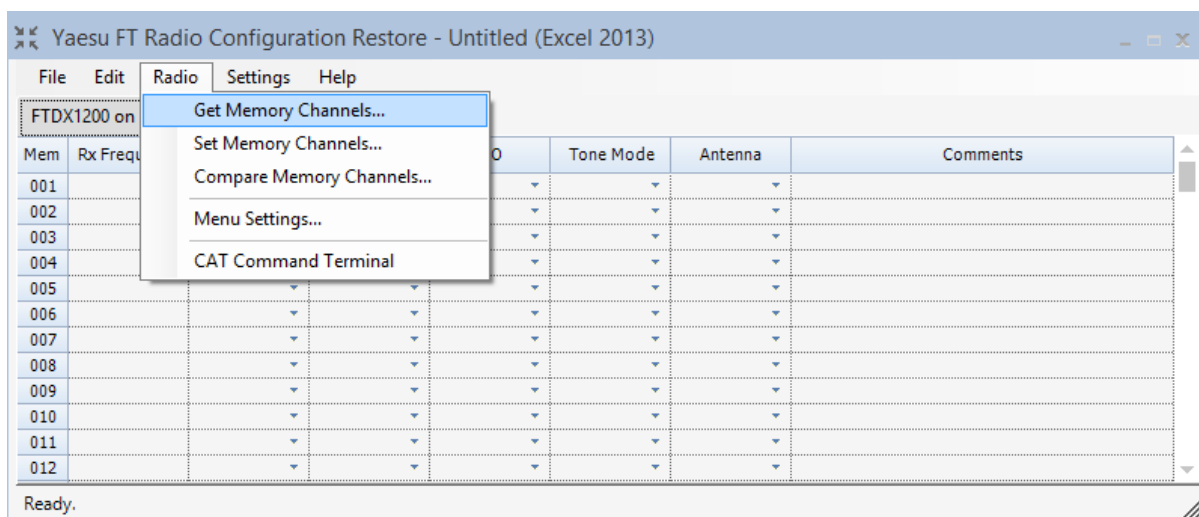 Yaesu FT Radio Configuration Restore - Untitled (Excel 2013)
File Edit Radio Settings Help
FTDX1200 on
Get Memory Channels...
Set Memory Channels...
Compare Memory Channels...
Menu Settings...
CAT Command Terminal
Mem Tone Mode Antenna Comments
001
002
003
004
005
006
007
008
009
010
011
012
Ready.